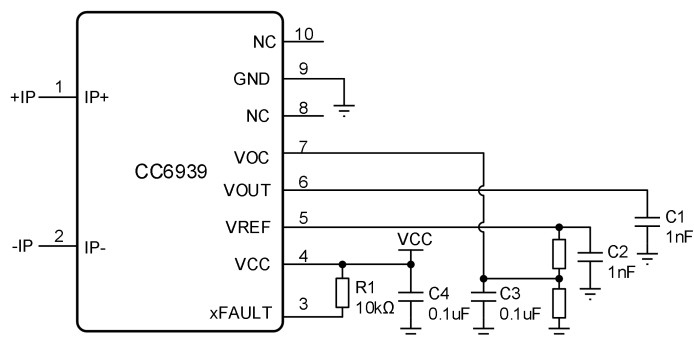 NC 10
GND 9
+IP 1 IP+
NC 8
VOC 7
CC6939
VOUT 6
VREF 5
C1
1nF
-IP 2 IP-
VCC
C2
1nF
VCC 4
R1
10kΩ
C4
0.1uF
C3
0.1uF
xFAULT 3